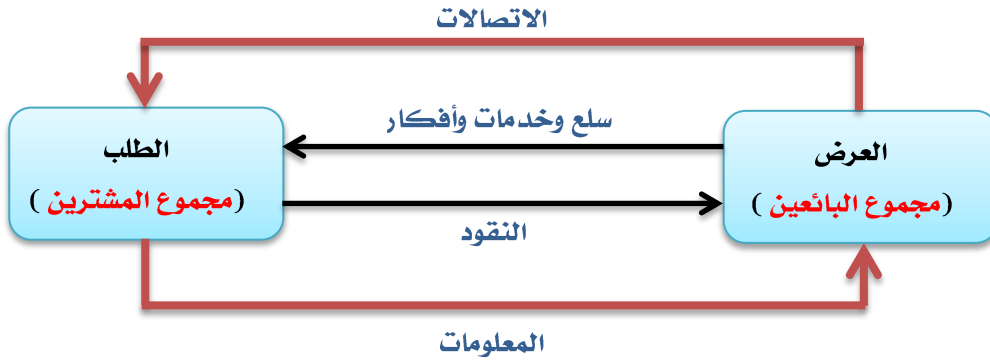 الاتصالات
سلع وخدمات وأفكار
العرض
(مجموع البائعين )
الطلب
(مجموع المشترين )
النقود
المعلومات